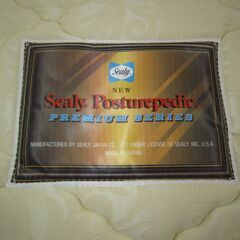 Sealy
NEW
Sealy Posturepedic
PREMIUM SERIES
MANUFACTURED BY SEALY JAPAN CO., LTD UNDER LICENSE OF SEALY INC. U.S.A
MADE IN JAPAN